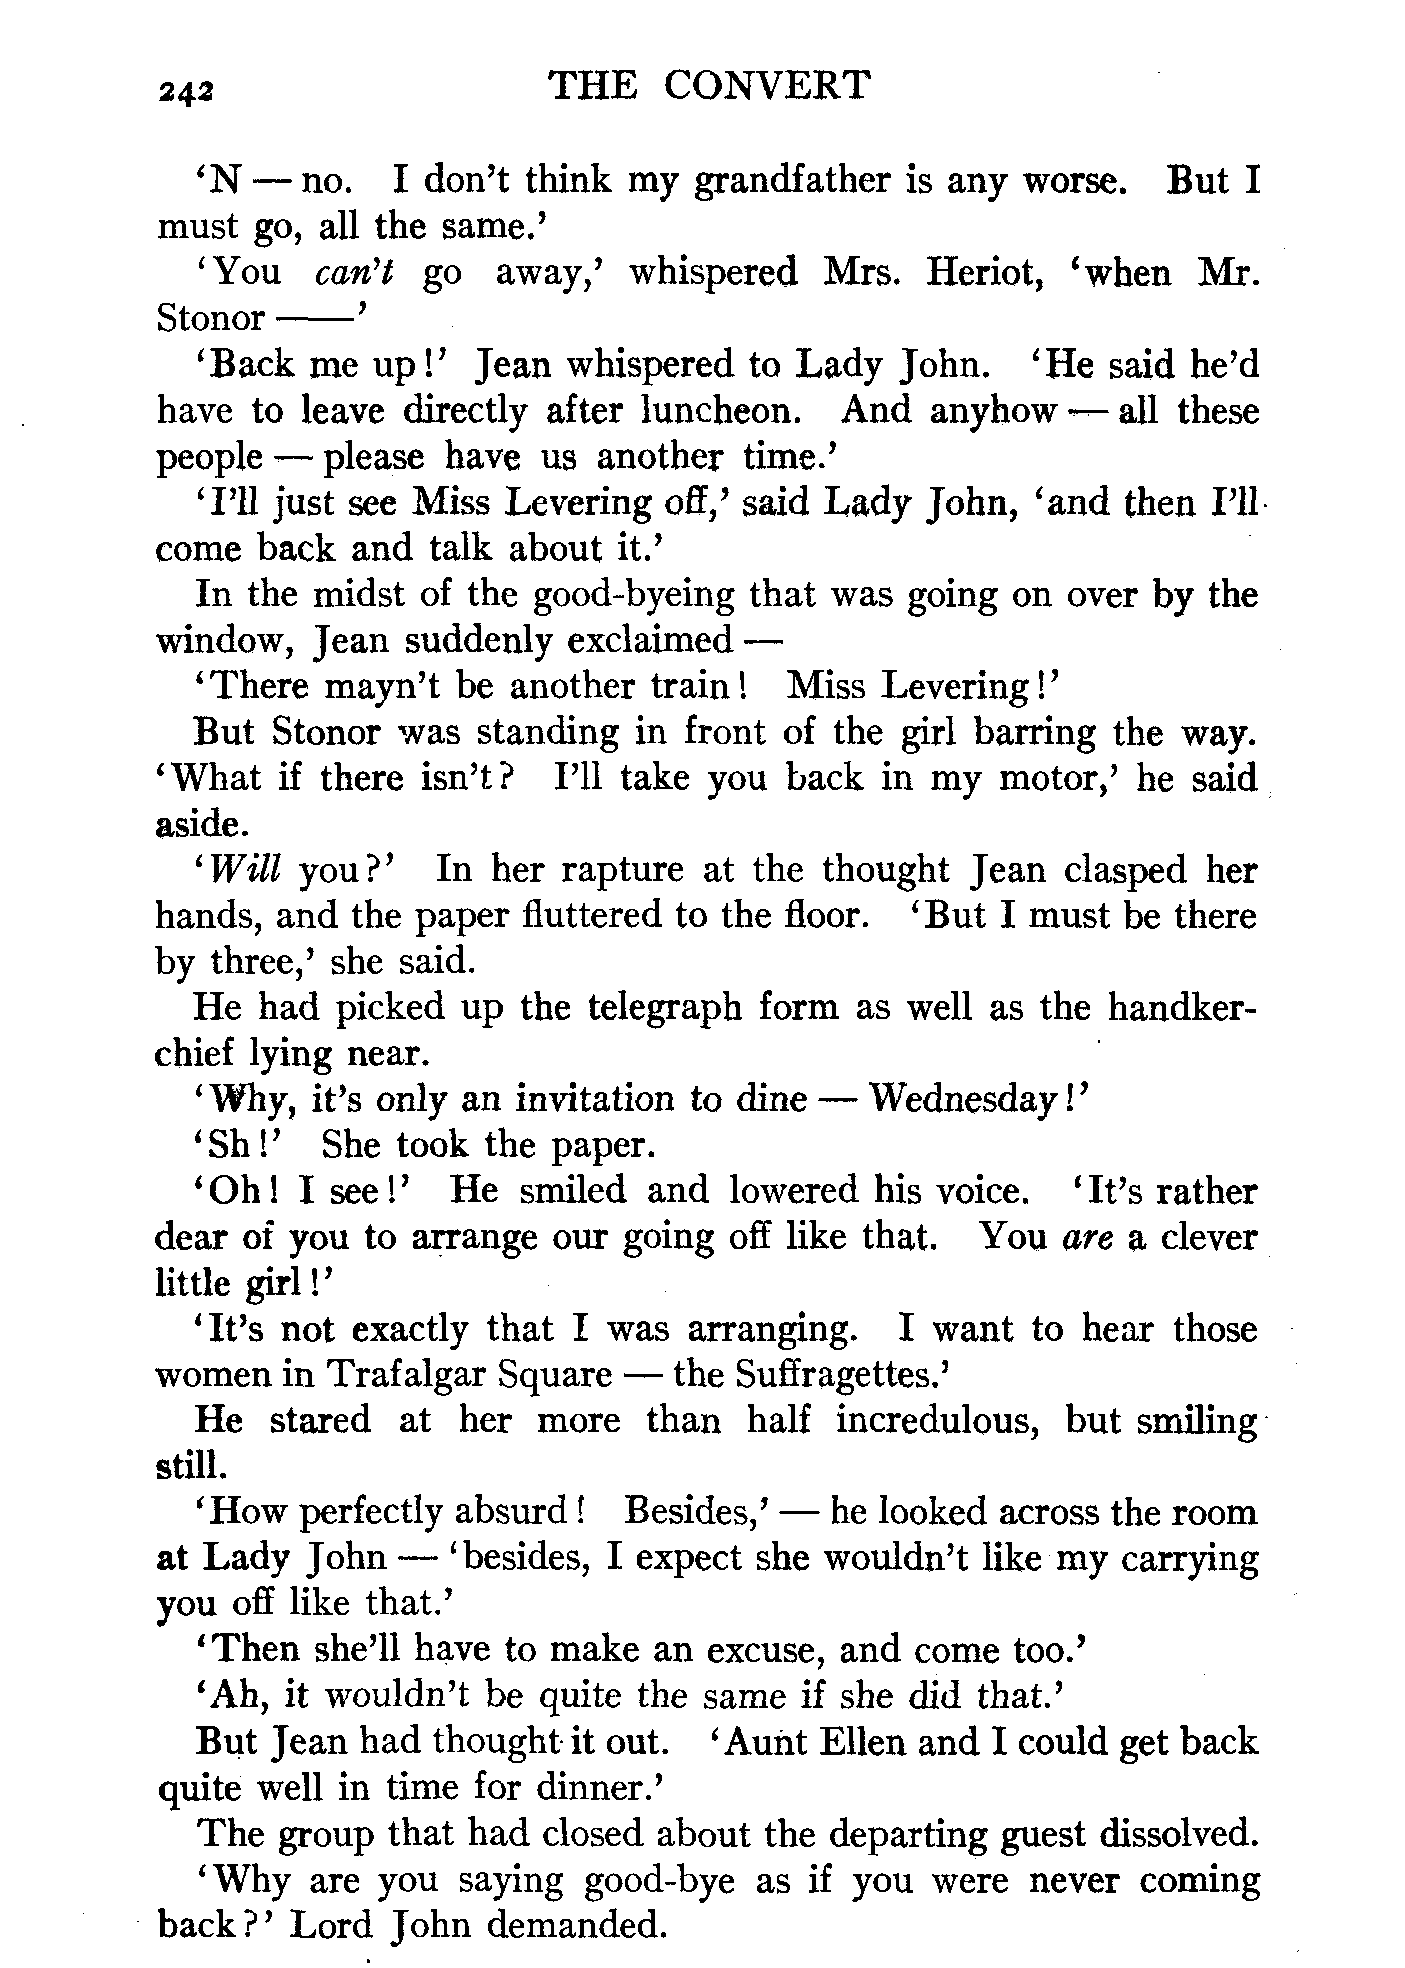 242 THE CONVERT
‘N — no. I don’t think my grandfather is any worse. But I
must go, all the same.’
‘You can’t go away,’ whispered Mrs. Heriot, ‘when Mr.
Stonor ——’
‘Back me up!’ Jean whispered to Lady John. ‘He said he’d
have to leave directly after luncheon. And anyhow — all these
people — please have us another time.’
‘I’ll just see Miss Levering off,’ said Lady John, ‘and then I’ll
come back and talk about it.’
In the midst of the good-byeing that was going on over by the
window, Jean suddenly exclaimed —
‘There mayn’t be another train! Miss Levering!’
But Stonor was standing in front of the girl barring the way.
‘What if there isn’t? I’ll take you back in my motor,’ he said
aside.
‘Will you?’ In her rapture at the thought Jean clasped her
hands, and the paper fluttered to the floor. ‘But I must be there
by three,’ she said.
He had picked up the telegraph form as well as the handker-
chief lying near.
‘Why, it’s only an invitation to dine — Wednesday!’
‘Sh!’ She took the paper.
‘Oh! I see!’ He smiled and lowered his voice. ‘It’s rather
dear of you to arrange our going off like that. You are a clever
little girl!’
‘It’s not exactly that I was arranging. I want to hear those
women in Trafalgar Square — the Suffragettes.’
He stared at her more than half incredulous, but smiling
still.
‘How perfectly absurd! Besides,’ — he looked across the room
at Lady John — ‘besides, I expect she wouldn’t like my carrying
you off like that.’
‘Then she’ll have to make an excuse, and come too.’
‘Ah, it wouldn’t be quite the same if she did that.’
But Jean had thought it out. ‘Aunt Ellen and I could get back
quite well in time for dinner.’
The group that had closed about the departing guest dissolved.
‘Why are you saying good-bye as if you were never coming
back?’ Lord John demanded.